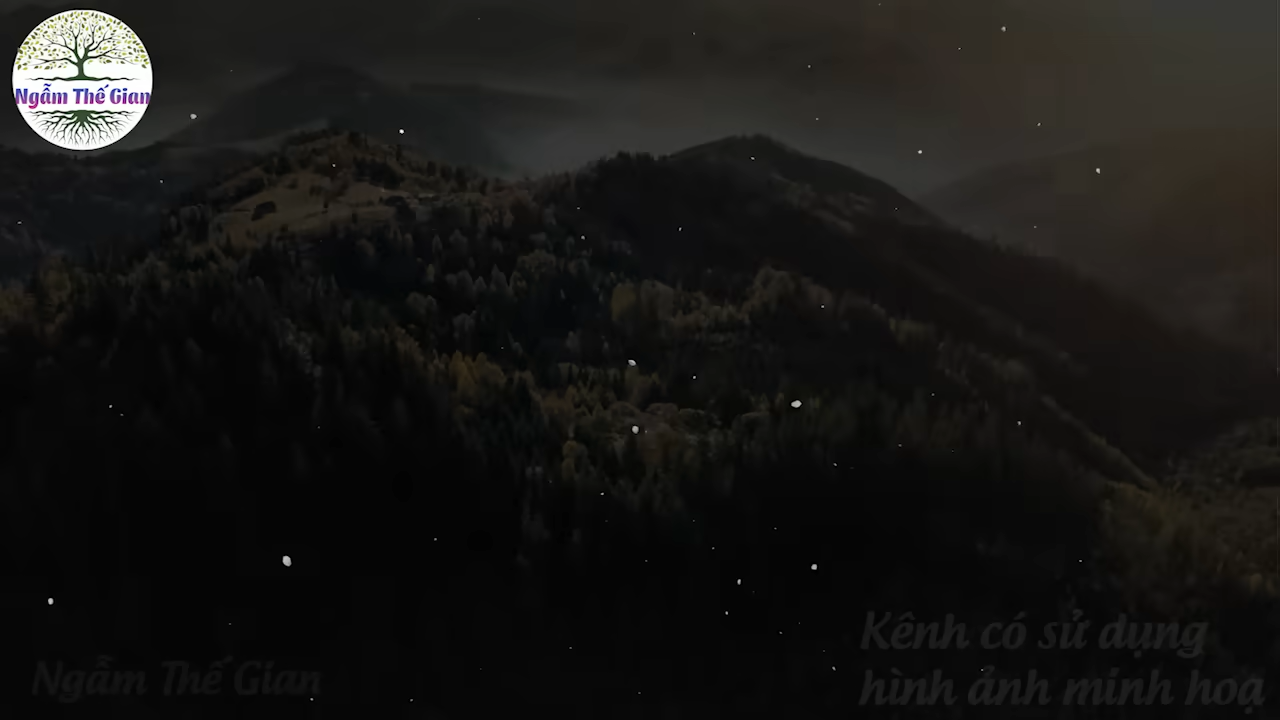 Ngẫm Thế Gian
Kênh có sử dụng
hình ảnh minh hoạ
Ngẫm Thế Gian